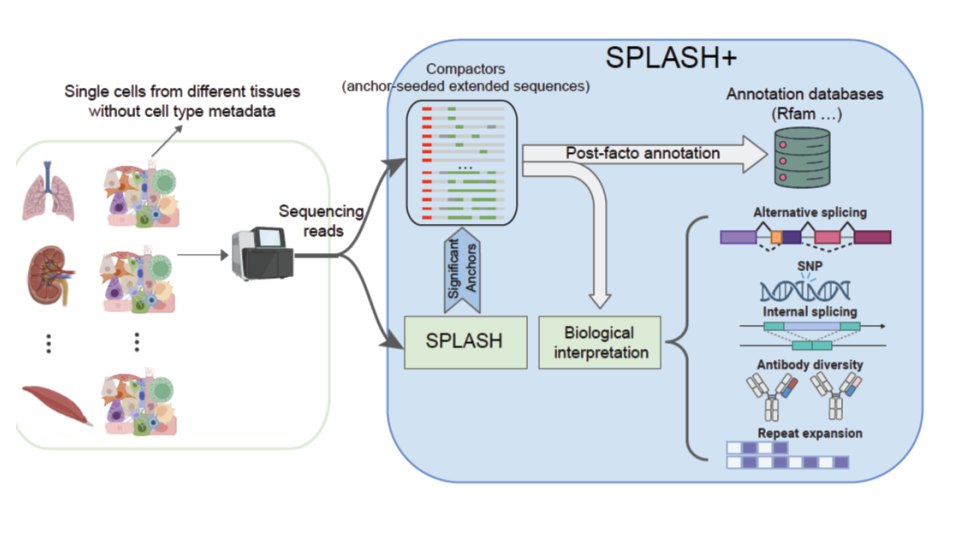 SPLASH+
Single cells from different tissues
without cell type metadata
Compactors
(anchor-seeded extended sequences)
...
Annotation databases
(Rfam ...)
Post-facto annotation
Sequencing
reads
Significant
Anchors
SPLASH
Biological
interpretation
Alternative splicing
SNP
Internal splicing
Antibody diversity
Repeat expansion